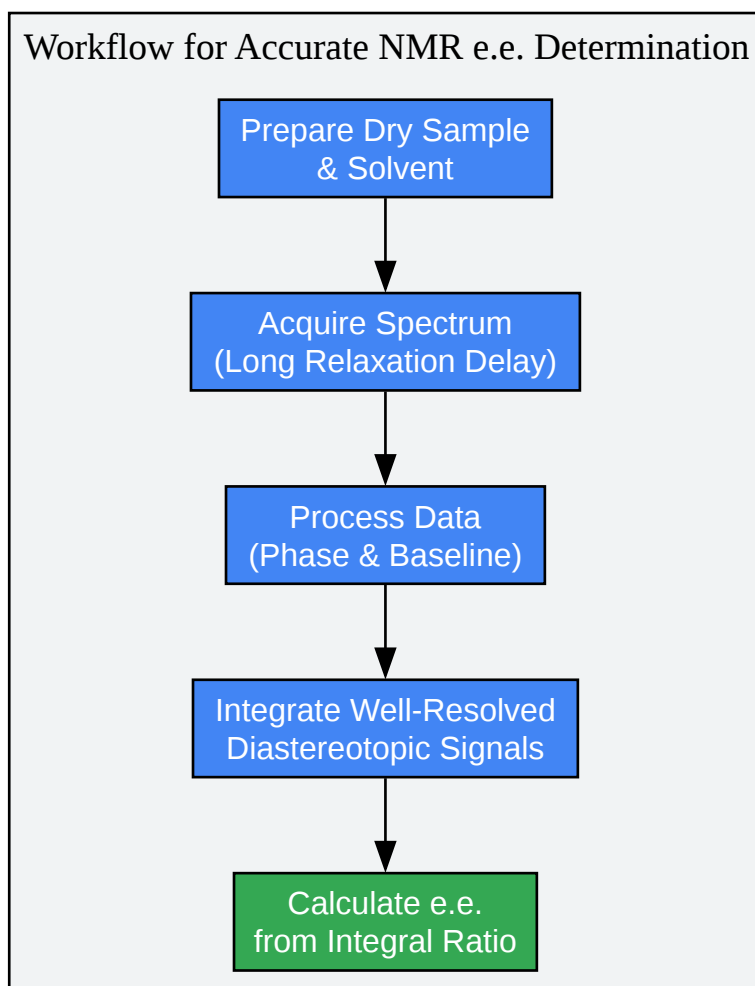 Workflow for Accurate NMR e.e. Determination
Prepare Dry Sample
& Solvent
Acquire Spectrum
(Long Relaxation Delay)
Process Data
(Phase & Baseline)
Integrate Well-Resolved
Diastereotopic Signals
Calculate e.e.
from Integral Ratio